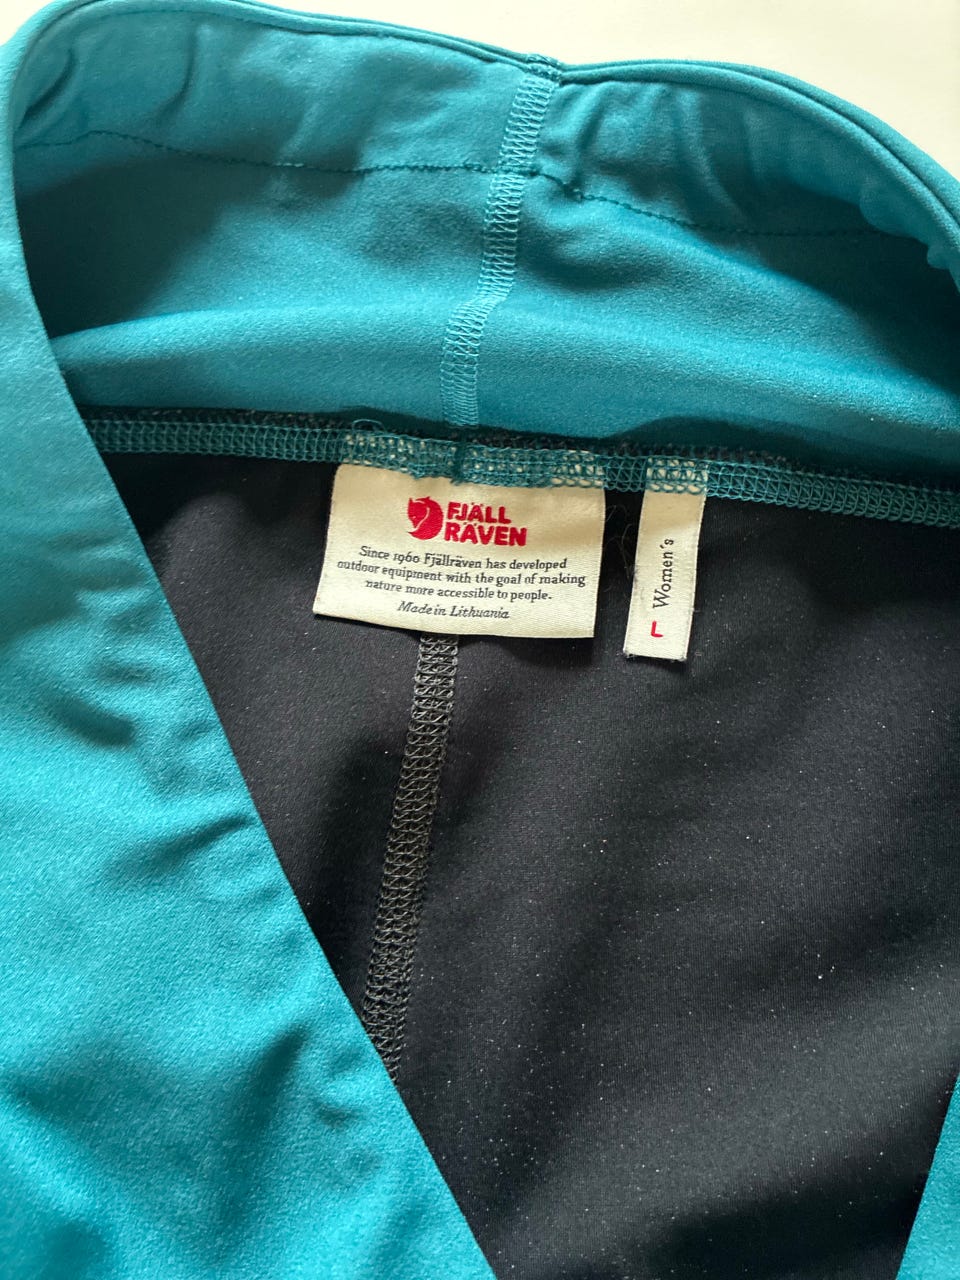 FJÄLL
RÄVEN
Since 1960 Fjällräven has developed
outdoor equipment with the goal of making
nature more accessible to people.
Made in Lithuania
L Women's